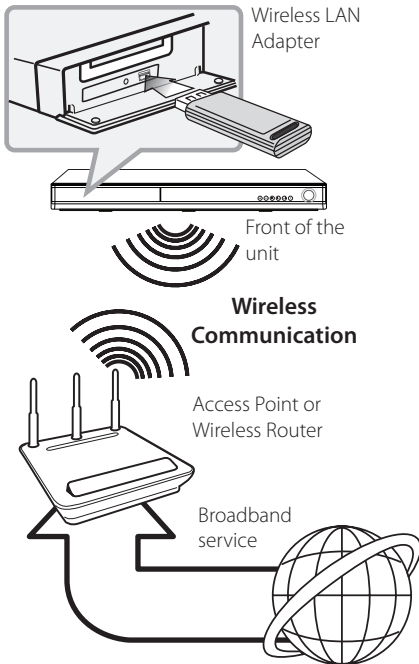 Wireless LAN
Adapter
Front of the
unit
Wireless
Communication
Access Point or
Wireless Router
Broadband
service